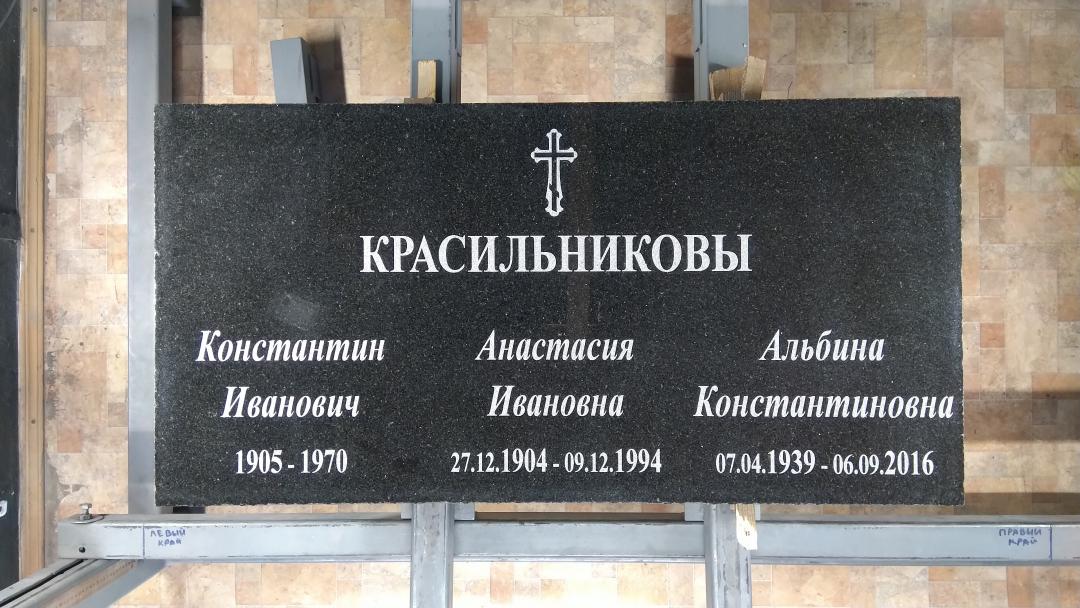 КРАСИЛЬНИКОВЫ
Константин
Иванович
1905 - 1970
Анастасия
Ивановна
27.12.1904 - 09.12.1994
Альбина
Константиновна
07.04.1939 - 06.09.2016
ЛЕВЫЙ
КРАЙ
ПРАВЫЙ
КРАЙ